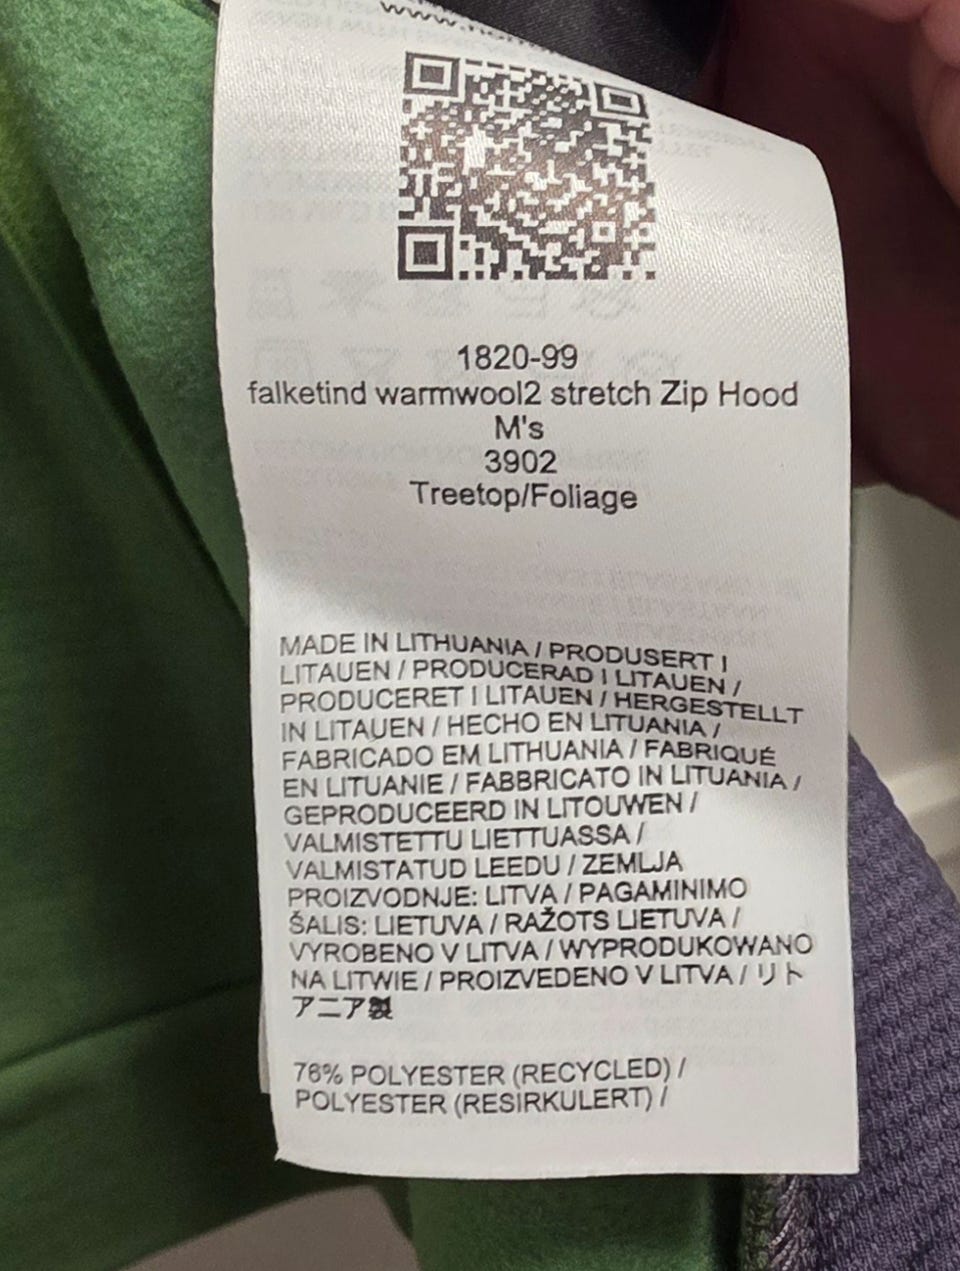 1820-99
falketind warmwool2 stretch Zip Hood
M's
3902
Treetop/Foliage
MADE IN LITHUANIA / PRODUSERT I
LITAUEN / PRODUCERAD I LITAUEN /
PRODUCERET I LITAUEN / HERGESTELLT
IN LITAUEN / HECHO EN LITUANIA /
FABRICADO EM LITHUANIA / FABRIQUÉ
EN LITUANIE / FABBRICATO IN LITUANIA /
GEPRODUCEERD IN LITOUWEN /
VALMISTETTU LIETTUASSA /
VALMISTATUD LEEDU / ZEMLJA
PROIZVODNJE: LITVA / PAGAMINIMO
ŠALIS: LIETUVA / RAŽOTS LIETUVA /
VYROBENO V LITVA / WYPRODUKOWANO
NA LITWIE / PROIZVEDENO V LITVA / リト
アニア製
76% POLYESTER (RECYCLED) /
POLYESTER (RESIRKULERT) /